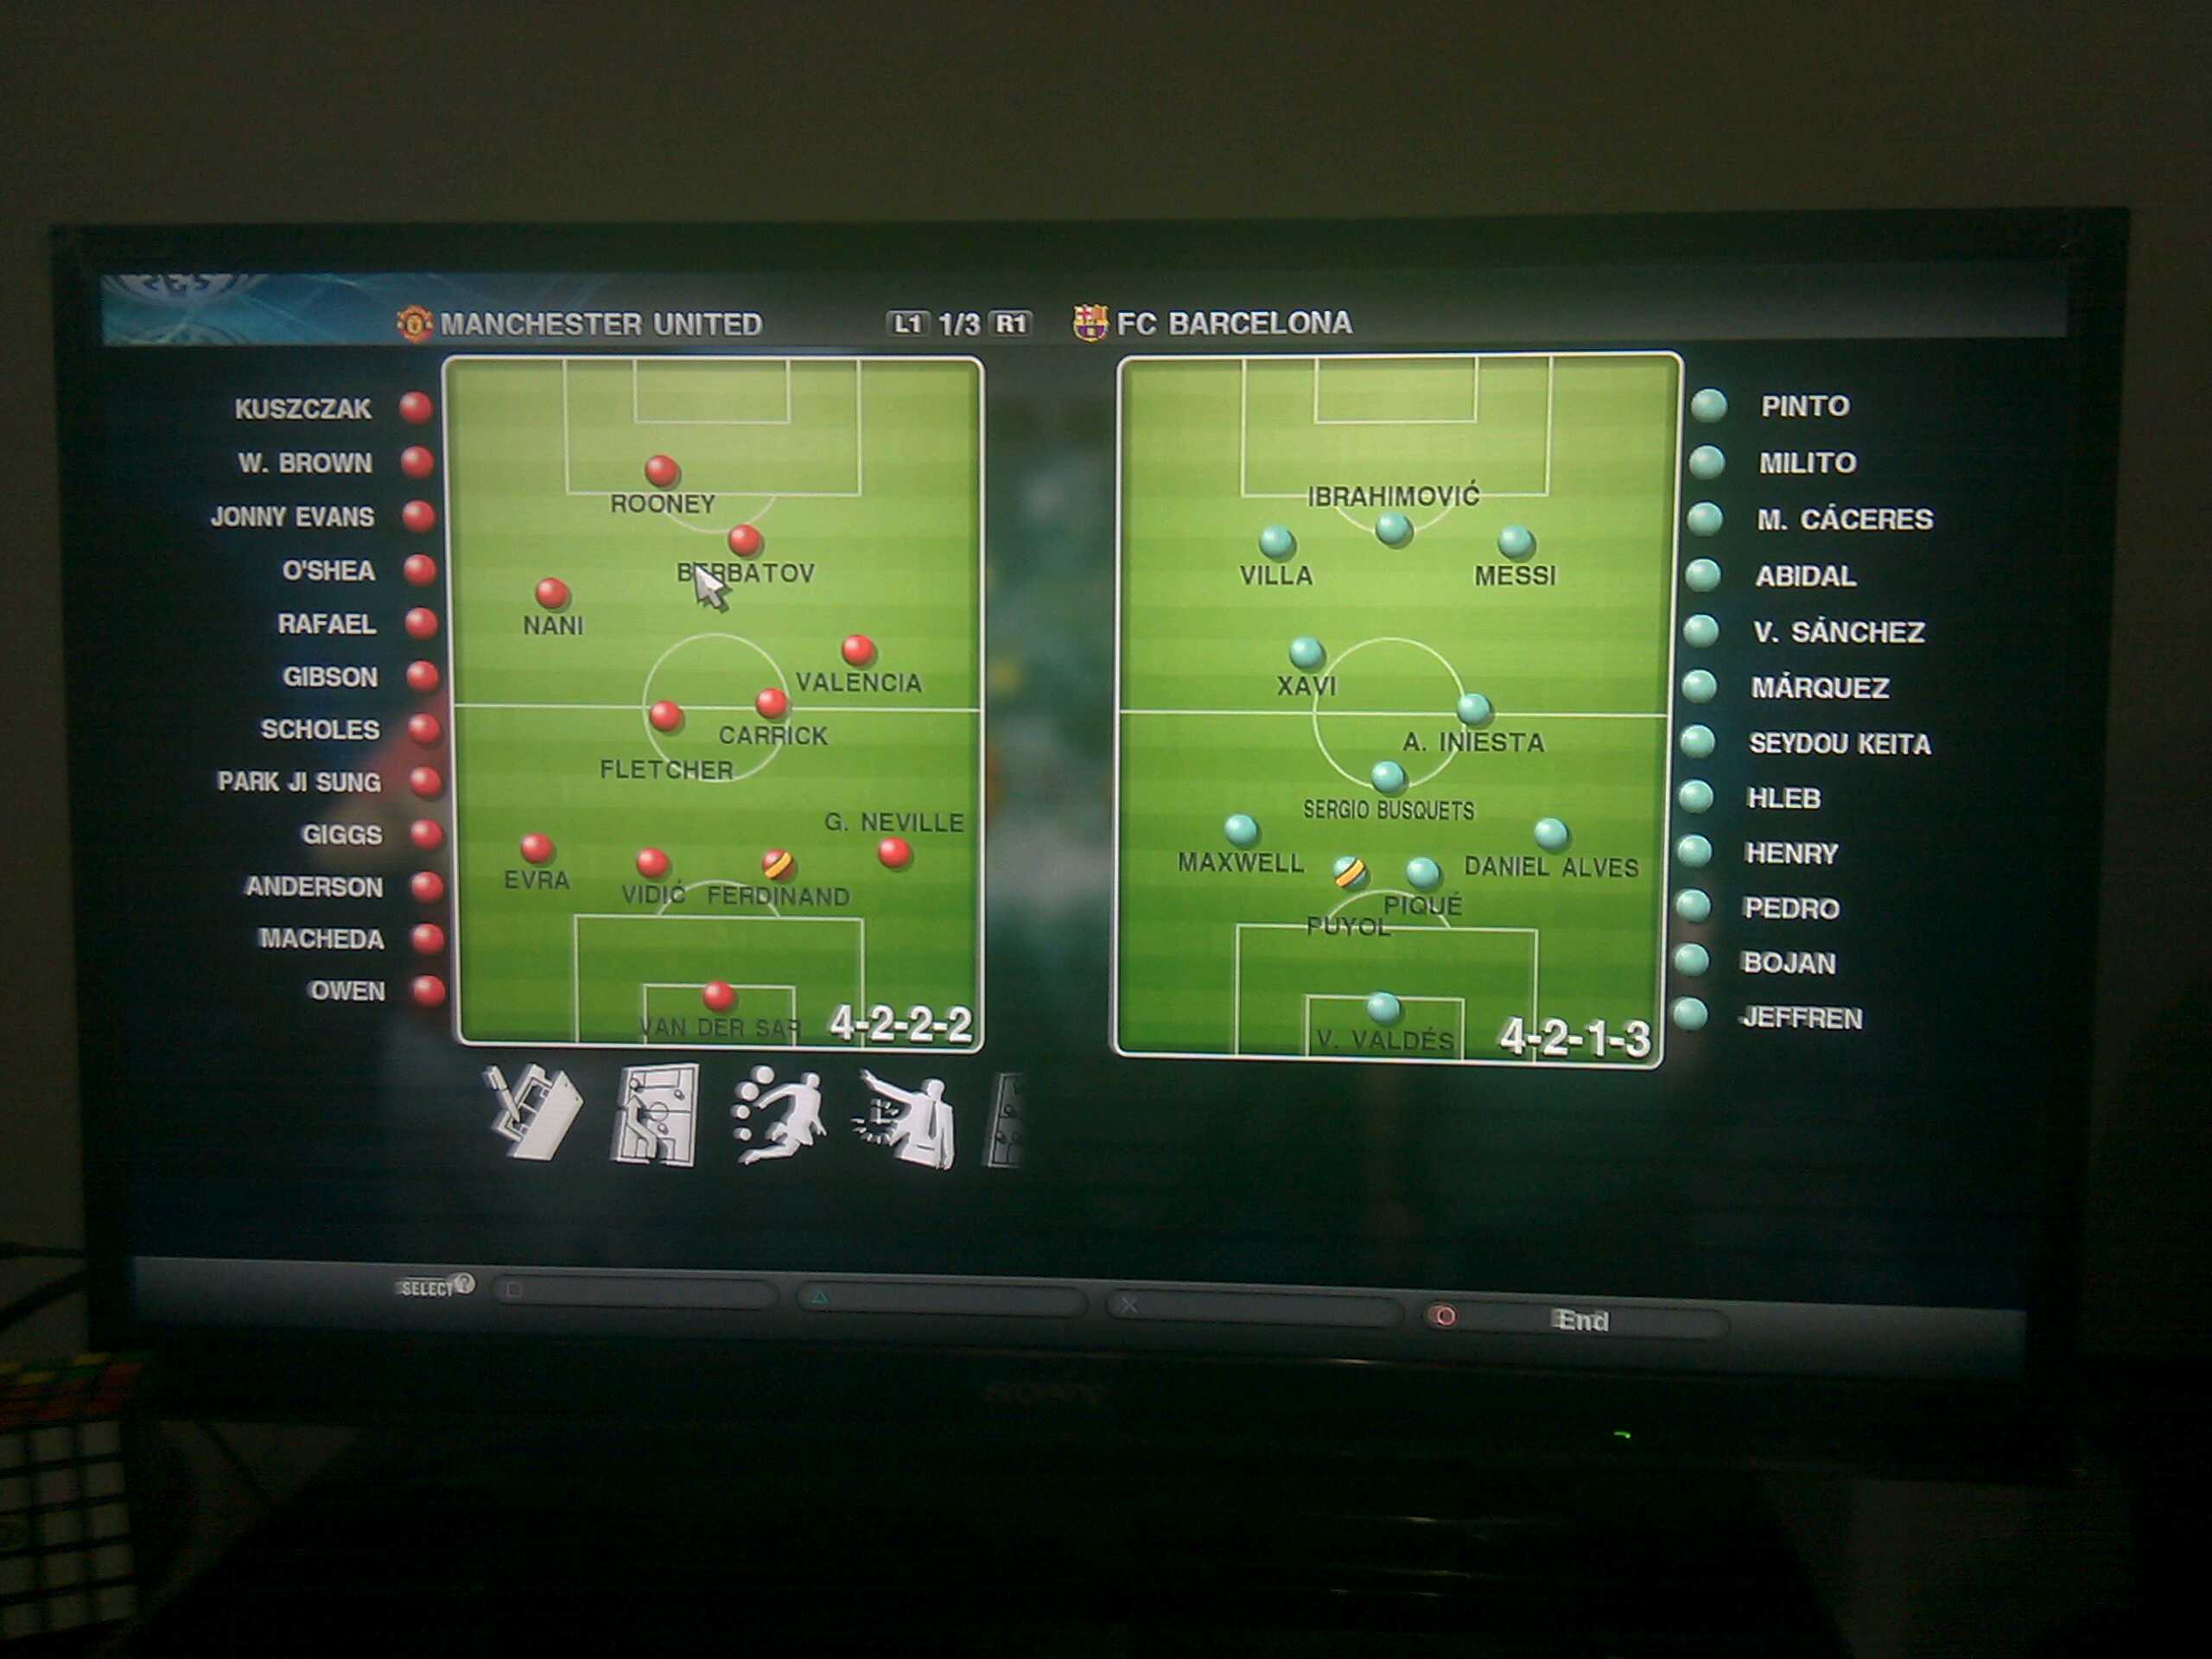 MANCHESTER UNITED
L1 1/3 R1
FC BARCELONA
KUSZCZAK
W. BROWN
JONNY EVANS
O'SHEA
RAFAEL
GIBSON
SCHOLES
PARK JI SUNG
GIGGS
ANDERSON
MACHEDA
OWEN
ROONEY
BERBATOV
NANI
VALENCIA
CARRICK
FLETCHER
G. NEVILLE
EVRA
VIDIĆ
FERDINAND
VAN DER SAR
4-2-2-2
IBRAHIMOVIĆ
VILLA
MESSI
XAVI
A. INIESTA
SERGIO BUSQUETS
MAXWELL
DANIEL ALVES
PIQUÉ
PUYOL
V. VALDÉS
4-2-1-3
PINTO
MILITO
M. CÁCERES
ABIDAL
V. SÁNCHEZ
MÁRQUEZ
SEYDOU KEITA
HLEB
HENRY
PEDRO
BOJAN
JEFFREN
SELECT ?
End
SONY